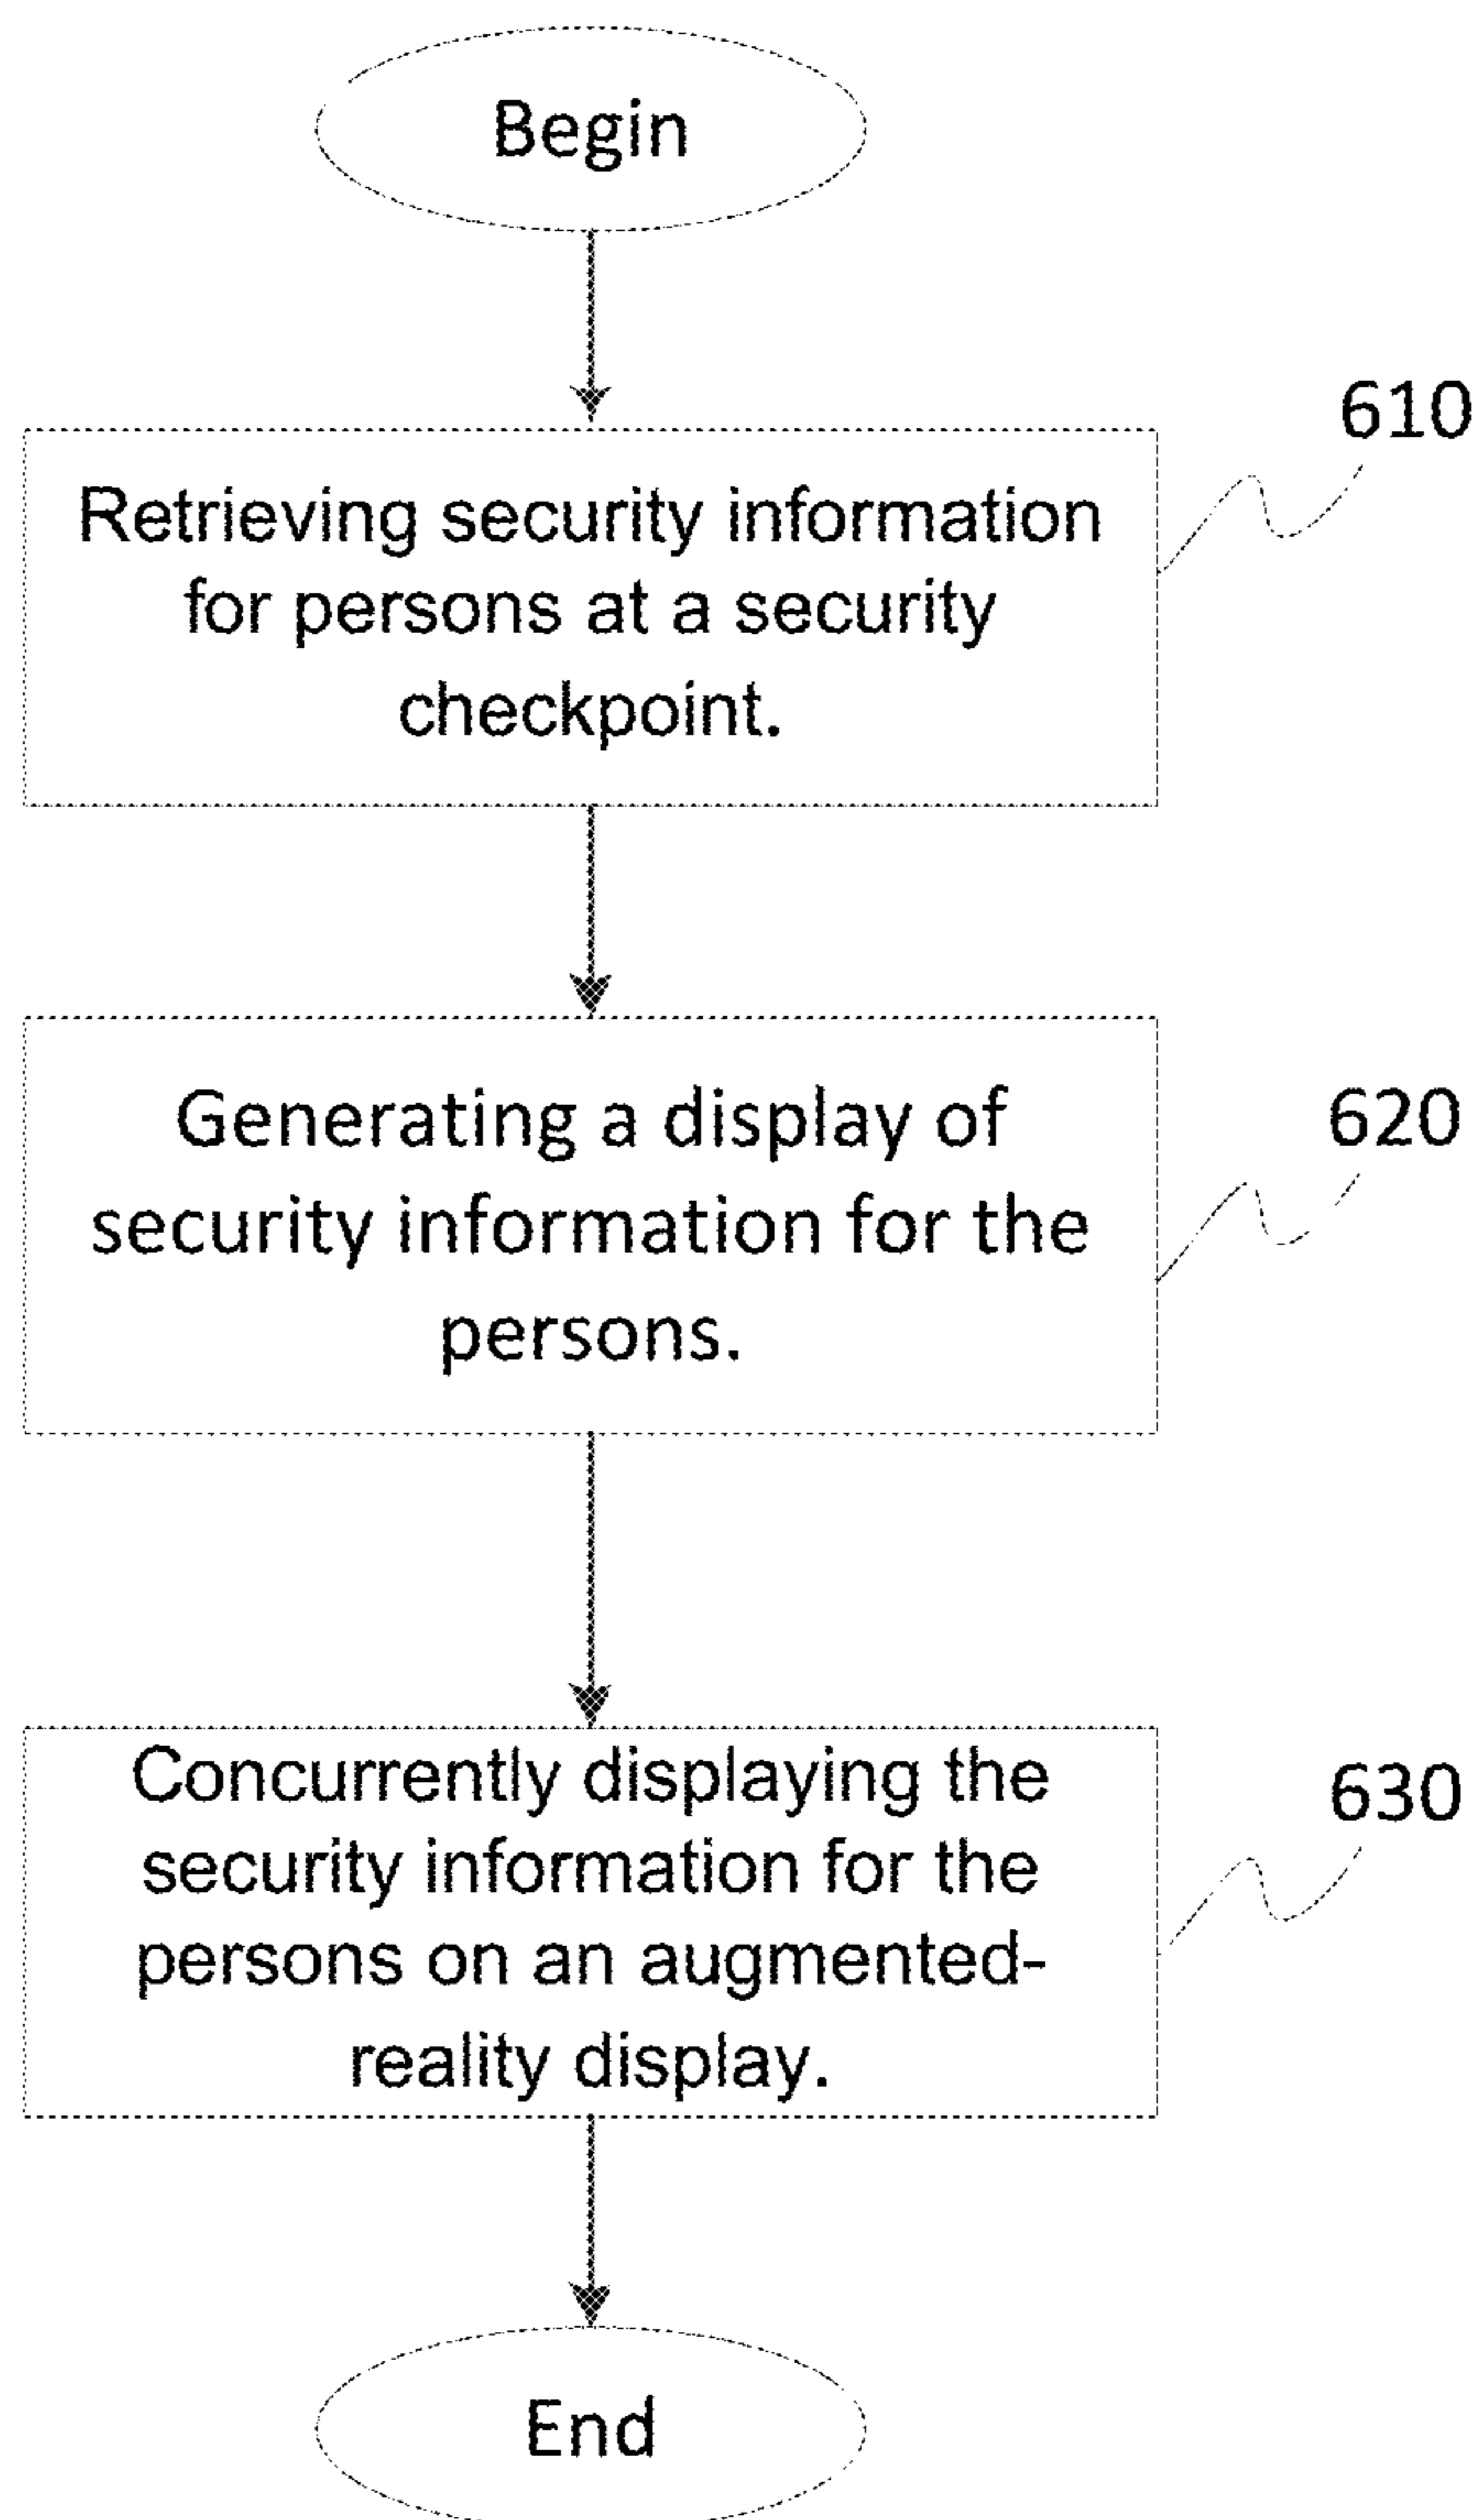 Begin
610
Retrieving security information
for persons at a security
checkpoint.
Generating a display of
620
security information for the
persons.
Concurrently displaying the
630
security information for the
persons on an augmented-
reality display.
End